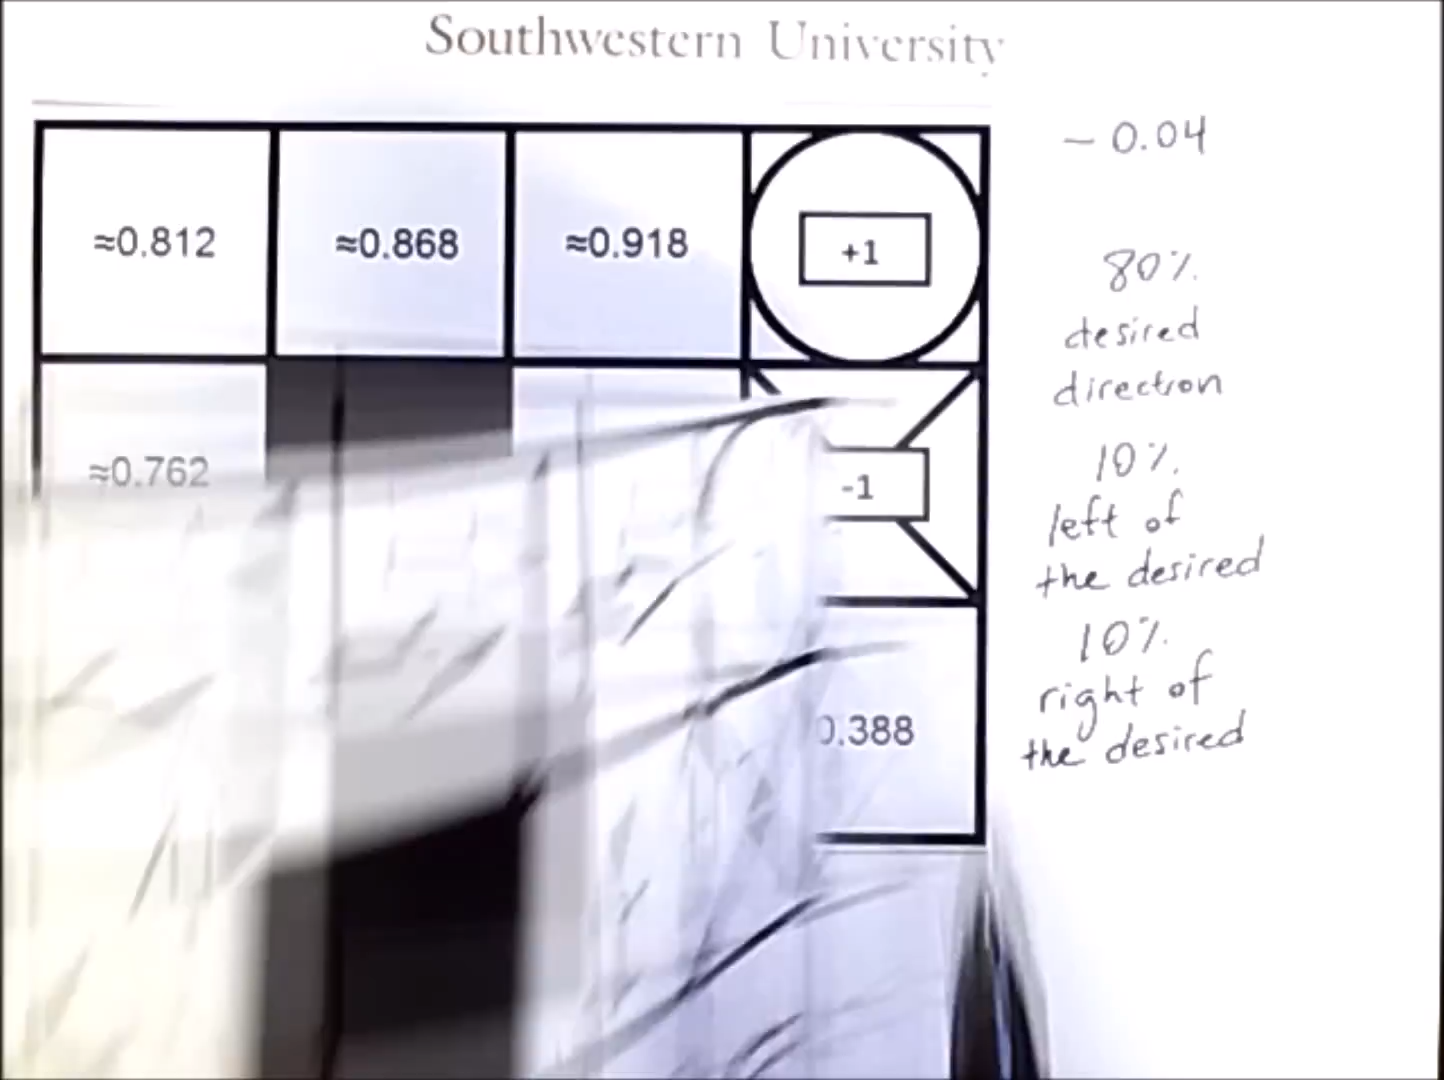 Southwestern University
≈0.812 ≈0.868 ≈0.918 +1
≈0.762 -1
0.388
- 0.04
80%
desired
direction
10%
left of
the desired
10%
right of
the desired